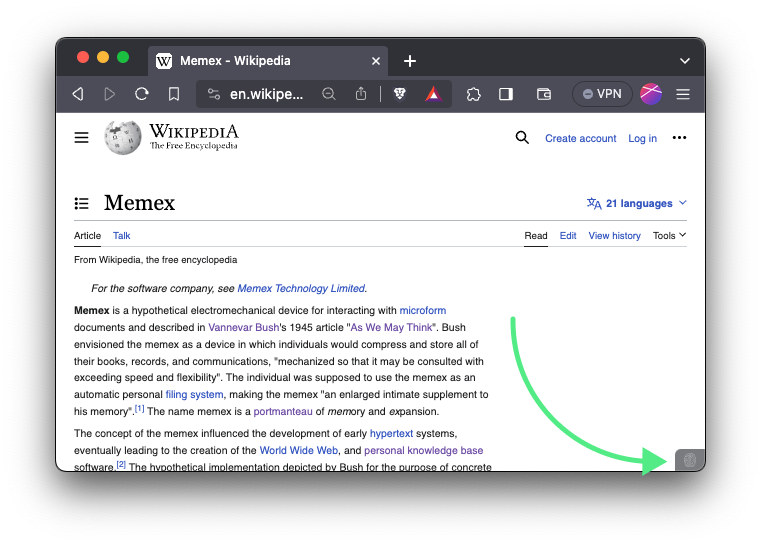 Memex - Wikipedia
en.wikipe...
VPN
WIKIPEDIA
The Free Encyclopedia
Create account
Log in
Memex
21 languages
Article
Talk
Read
Edit
View history
Tools
From Wikipedia, the free encyclopedia
For the software company, see Memex Technology Limited.
Memex is a hypothetical electromechanical device for interacting with microform
documents and described in Vannevar Bush's 1945 article "As We May Think". Bush
envisioned the memex as a device in which individuals would compress and store all of
their books, records, and communications, "mechanized so that it may be consulted with
exceeding speed and flexibility". The individual was supposed to use the memex as an
automatic personal filing system, making the memex "an enlarged intimate supplement to
his memory".[1] The name memex is a portmanteau of memory and expansion.
The concept of the memex influenced the development of early hypertext systems,
eventually leading to the creation of the World Wide Web, and personal knowledge base
software.[2] The hypothetical implementation depicted by Bush for the purpose of concrete